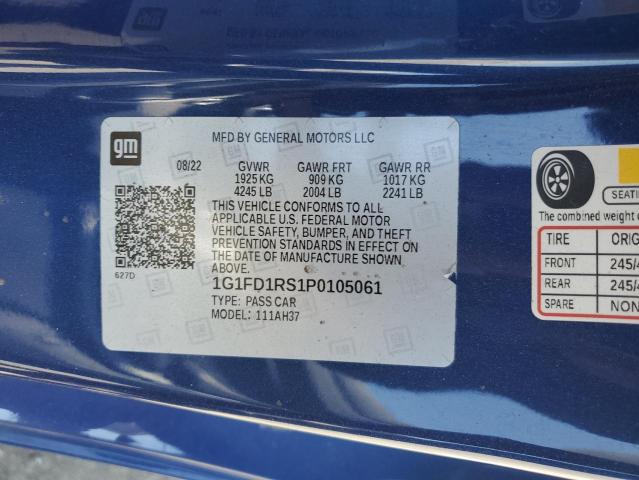 gm
MFD BY GENERAL MOTORS LLC
08/22 GVWR GAWR FRT GAWR RR
1925 KG 909 KG 1017 KG
4245 LB 2004 LB 2241 LB
THIS VEHICLE CONFORMS TO ALL
APPLICABLE U.S. FEDERAL MOTOR
VEHICLE SAFETY, BUMPER, AND THEFT
PREVENTION STANDARDS IN EFFECT ON
THE DATE OF MANUFACTURE SHOWN
ABOVE.
627D
1G1FD1RS1P0105061
TYPE: PASS CAR
MODEL: 111AH37
SEATI
The combined weight
TIRE ORIG
FRONT 245/4
REAR 245/4
SPARE NON